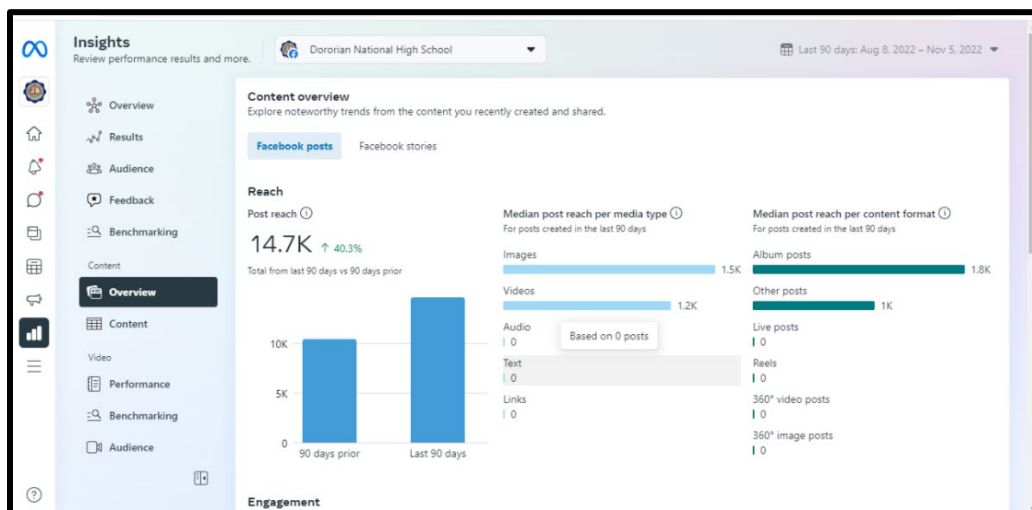 Insights
Review performance results and more.
Dororian National High School
Last 90 days: Aug 8, 2022 – Nov 5, 2022
Overview
Results
Audience
Feedback
Benchmarking
Content
Overview
Content
Video
Performance
Benchmarking
Audience
Content overview
Explore noteworthy trends from the content you recently created and shared.
Facebook posts
Facebook stories
Reach
Post reach
14.7K ↑ 40.3%
Total from last 90 days vs 90 days prior
10K
5K
0
90 days prior
Last 90 days
Median post reach per media type
For posts created in the last 90 days
Images
1.5K
Videos
1.2K
Audio
0
Based on 0 posts
Text
0
Links
0
Median post reach per content format
For posts created in the last 90 days
Album posts
1.8K
Other posts
1K
Live posts
0
Reels
0
360° video posts
0
360° image posts
0
Engagement